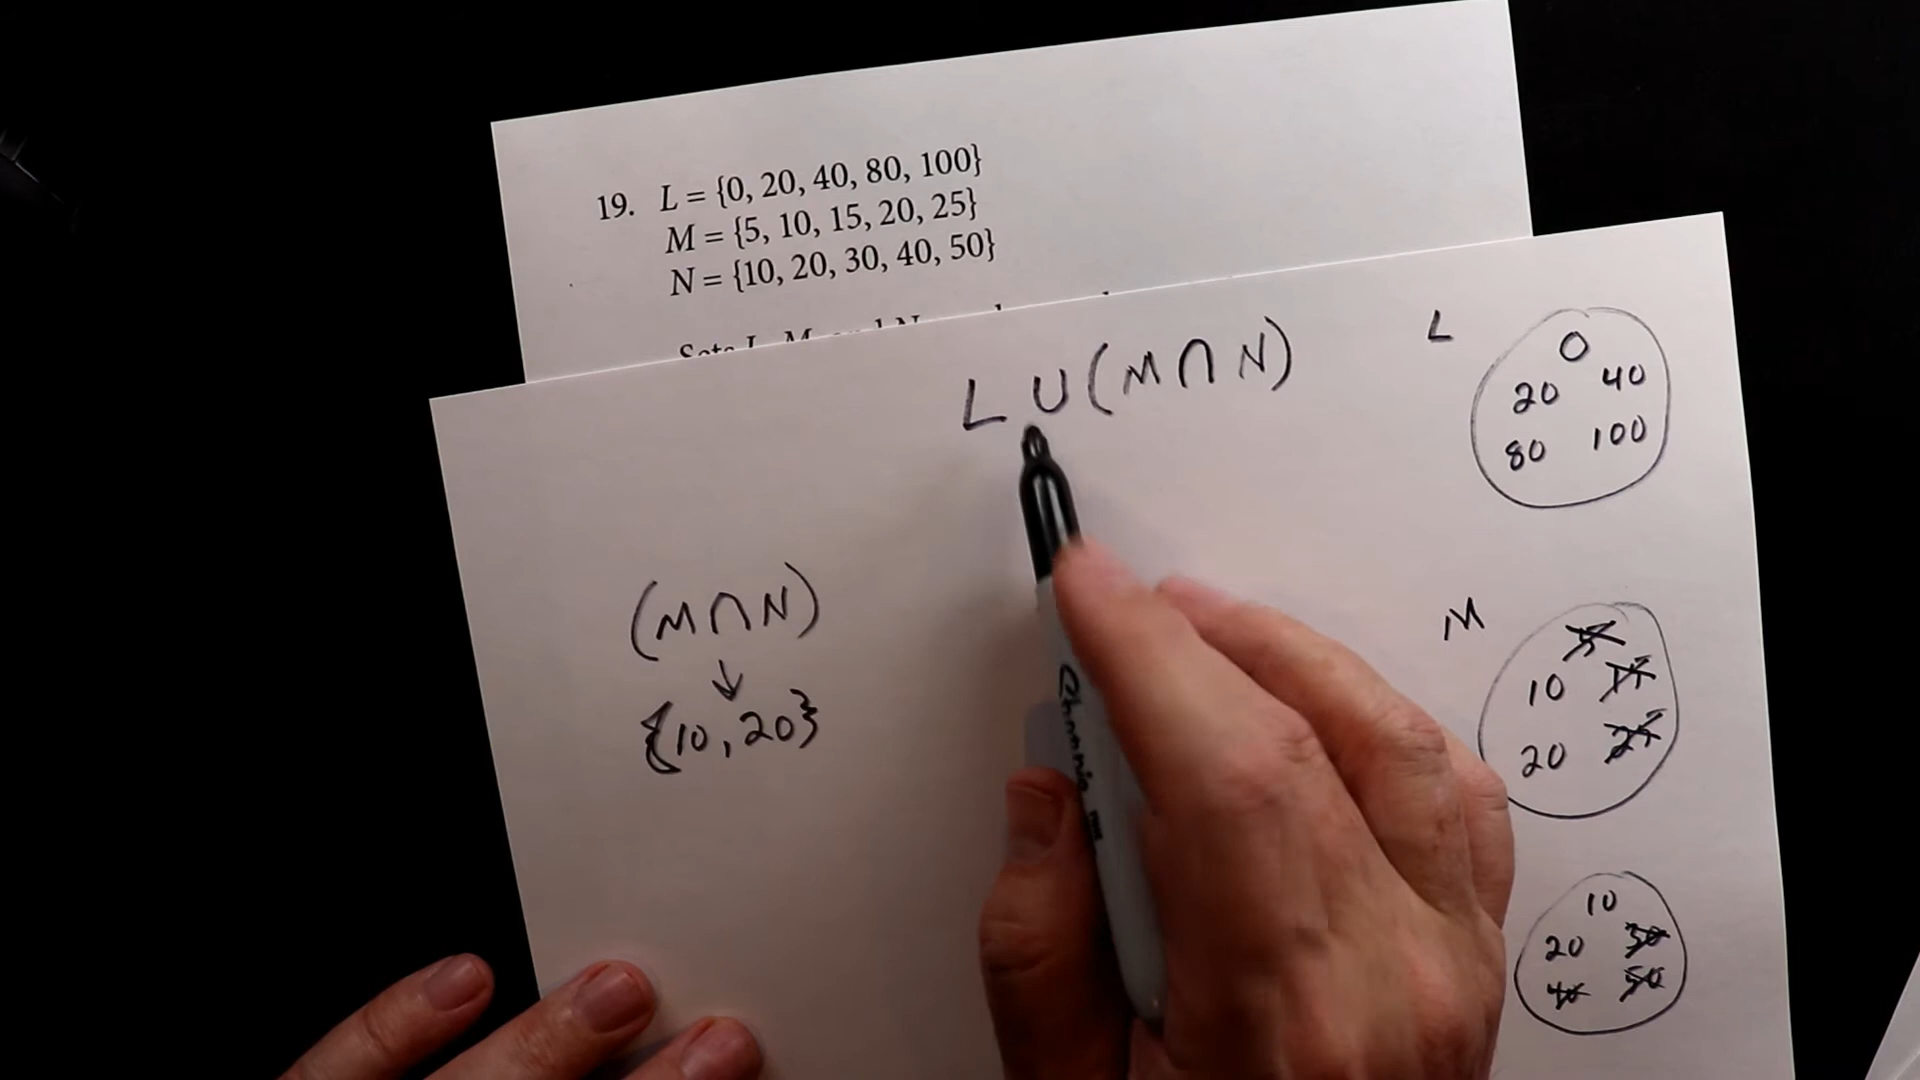 19. L = {0, 20, 40, 80, 100}
M = {5, 10, 15, 20, 25}
N = {10, 20, 30, 40, 50}
L ∪ (M ∩ N)
(M ∩ N)
↓
{10, 20}
L
0
20 40
80 100
M
5
10 15
20 25
10
20 30
40 50